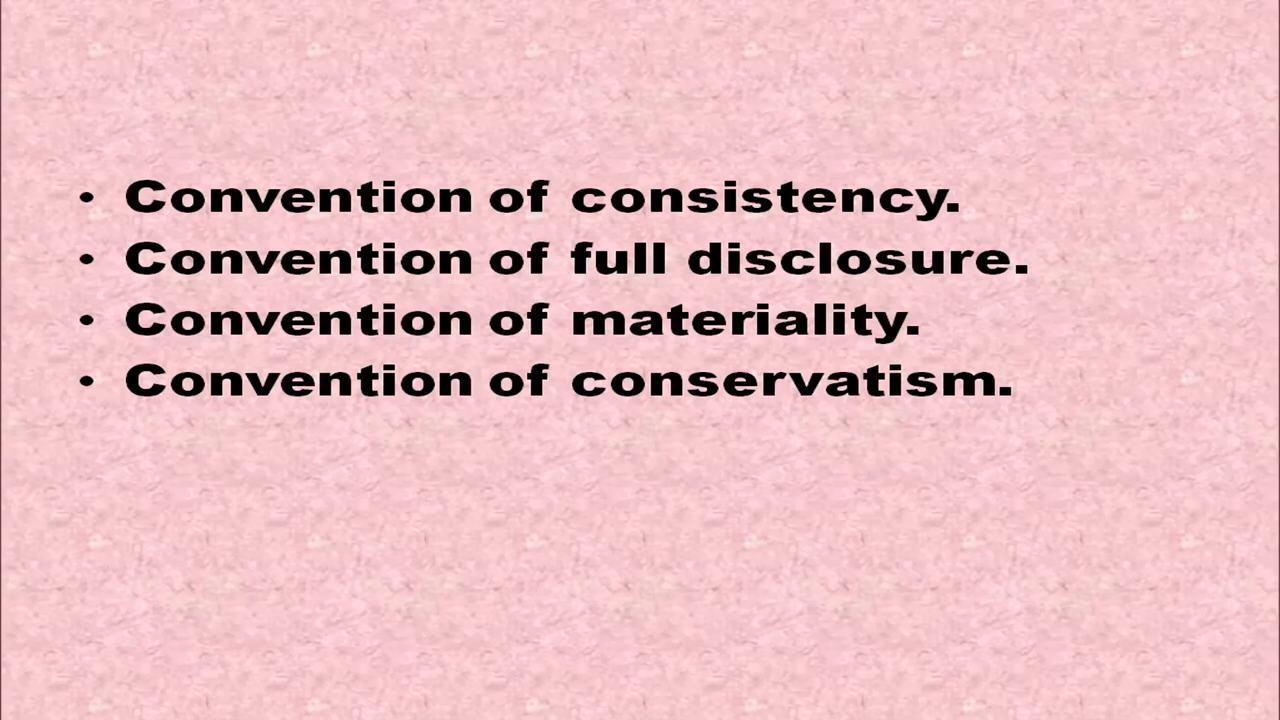 • Convention of consistency.
• Convention of full disclosure.
• Convention of materiality.
• Convention of conservatism.